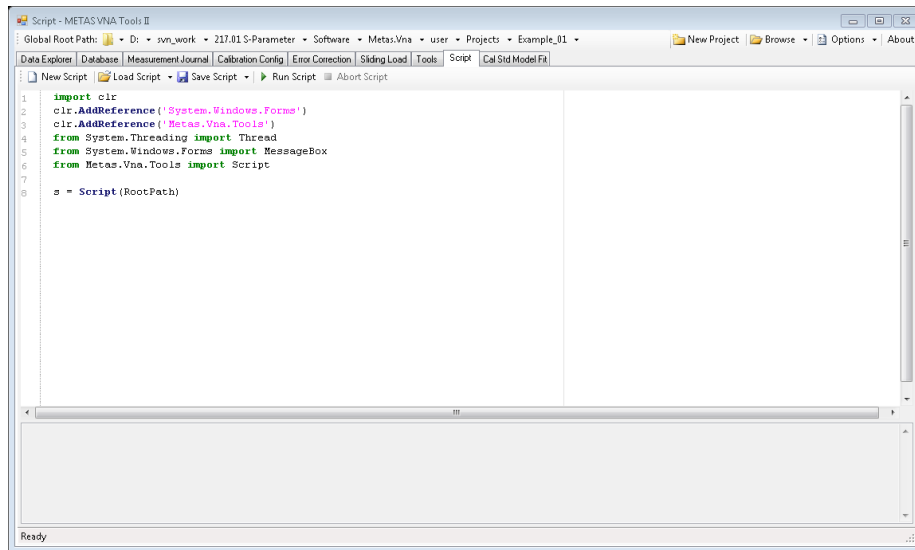 Script - METAS VNA Tools II
Global Root Path: D: svn_work 217.01 S-Parameter Software Metas.Vna user Projects Example_01 New Project Browse Options About
Data Explorer Database Measurement Journal Calibration Config Error Correction Sliding Load Tools Script Cal Std Model Fit
New Script Load Script Save Script Run Script Abort Script
1 import clr
2 clr.AddReference('System.Windows.Forms')
3 clr.AddReference('Metas.Vna.Tools')
4 from System.Threading import Thread
5 from System.Windows.Forms import MessageBox
6 from Metas.Vna.Tools import Script
7
8 s = Script(RootPath)
Ready